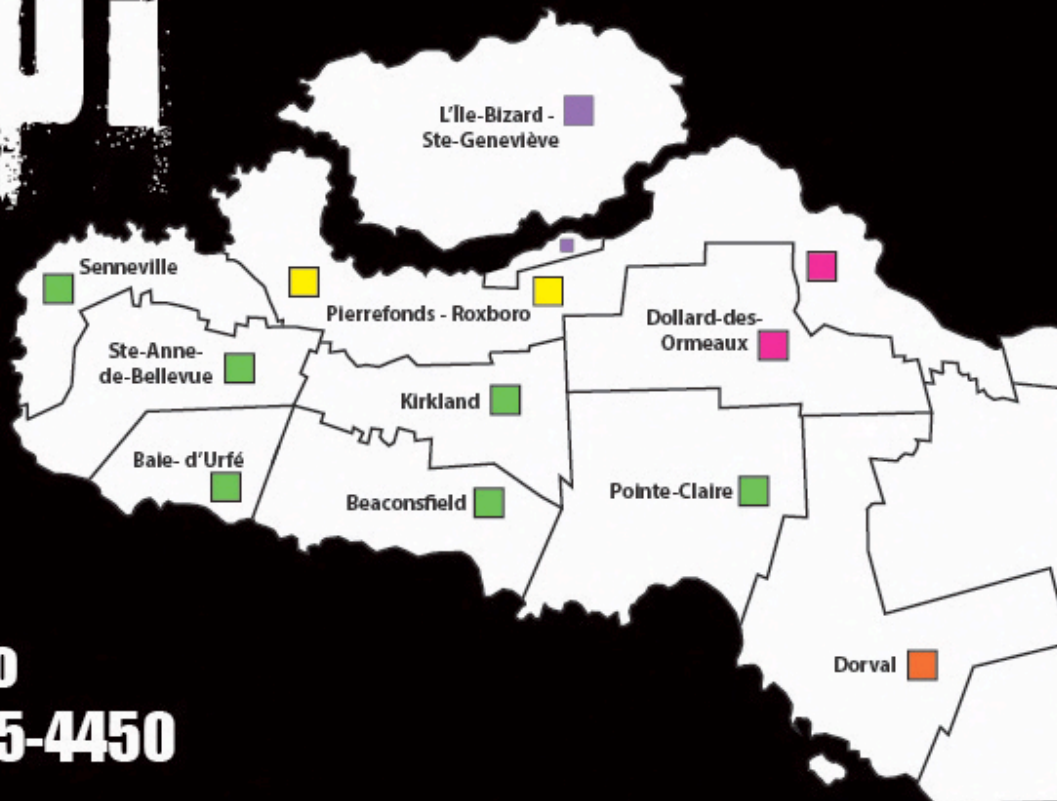 L'Île-Bizard -
Ste-Geneviève
Senneville
Pierrefonds - Roxboro
Dollard-des-
Ormeaux
Ste-Anne-
de-Bellevue
Kirkland
Baie- d'Urfé
Beaconsfield
Pointe-Claire
Dorval
5-4450